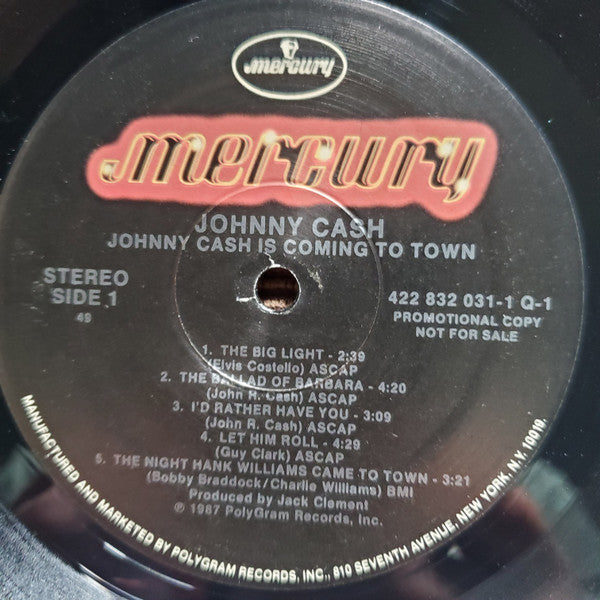 mercury
mercury
JOHNNY CASH
JOHNNY CASH IS COMING TO TOWN
STEREO
SIDE 1
49
422 832 031-1 Q-1
PROMOTIONAL COPY
NOT FOR SALE
1. THE BIG LIGHT - 2:39
(Elvis Costello) ASCAP
2. THE BALLAD OF BARBARA - 4:20
(John R. Cash) ASCAP
3. I'D RATHER HAVE YOU - 3:09
(John R. Cash) ASCAP
4. LET HIM ROLL - 4:29
(Guy Clark) ASCAP
5. THE NIGHT HANK WILLIAMS CAME TO TOWN - 3:21
(Bobby Braddock/Charlie Williams) BMI
Produced by Jack Clement
℗ 1987 PolyGram Records, Inc.
MANUFACTURED AND MARKETED BY POLYGRAM RECORDS, INC., 810 SEVENTH AVENUE, NEW YORK, N.Y. 10019.